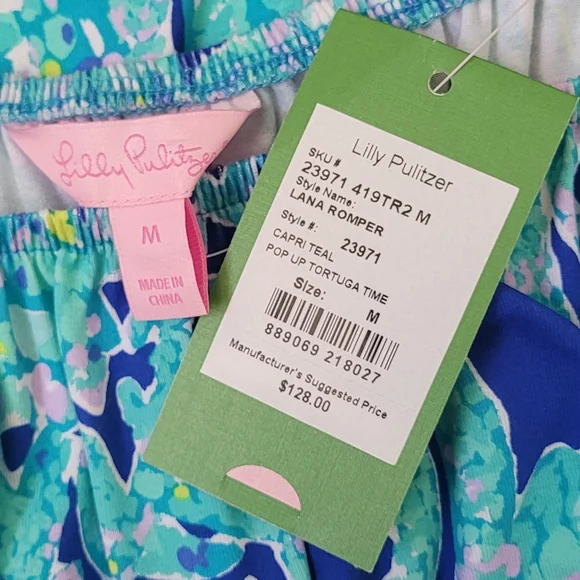 Lilly Pulitzer
M
MADE IN
CHINA
Lilly Pulitzer
SKU #
23971 419TR2 M
Style Name:
LANA ROMPER
Style #: 23971
CAPRI TEAL
POP UP TORTUGA TIME
Size: M
889069 218027
Manufacturer's Suggested Price
$128.00